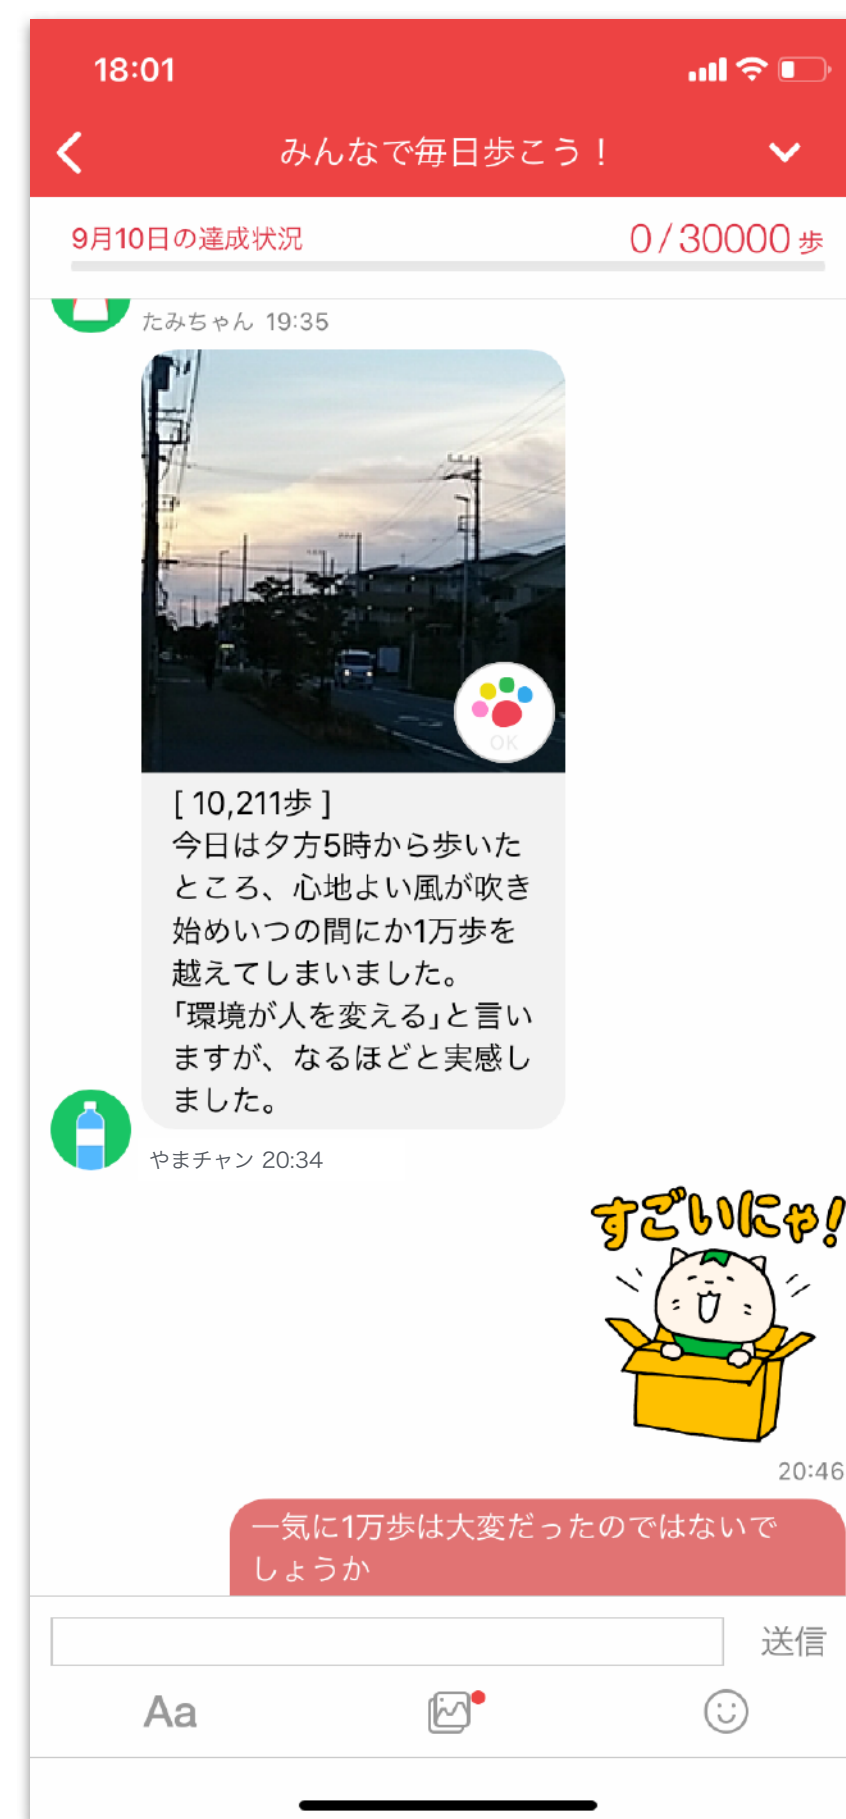 18:01
みんなで毎日歩こう！
9月10日の達成状況
0/30000 歩
たみちゃん 19:35
OK
[ 10,211歩 ]
今日は夕方5時から歩いた
ところ、心地よい風が吹き
始めいつの間にか1万歩を
越えてしまいました。
「環境が人を変える」と言い
ますが、なるほどと実感し
ました。
やまチャン 20:34
すごいにゃ！
20:46
一気に1万歩は大変だったのではないで
しょうか
送信
Aa